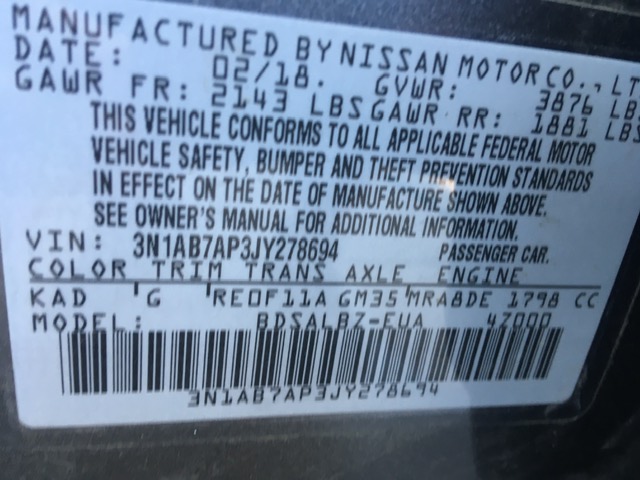 MANUFACTURED BY NISSAN MOTOR CO., LT
DATE: 02/18. GVWR: 3876 LB
GAWR FR: 2143 LBS GAWR RR: 1881 LBS
THIS VEHICLE CONFORMS TO ALL APPLICABLE FEDERAL MOTOR
VEHICLE SAFETY, BUMPER AND THEFT PREVENTION STANDARDS
IN EFFECT ON THE DATE OF MANUFACTURE SHOWN ABOVE.
SEE OWNER'S MANUAL FOR ADDITIONAL INFORMATION.
VIN: 3N1AB7AP3JY278694 PASSENGER CAR.
COLOR TRIM TRANS AXLE ENGINE
KAD G RE0F11A GM35 MRA8DE 1798 CC
MODEL: BDSALBZ-EUA 4Z000
3N1AB7AP3JY278694